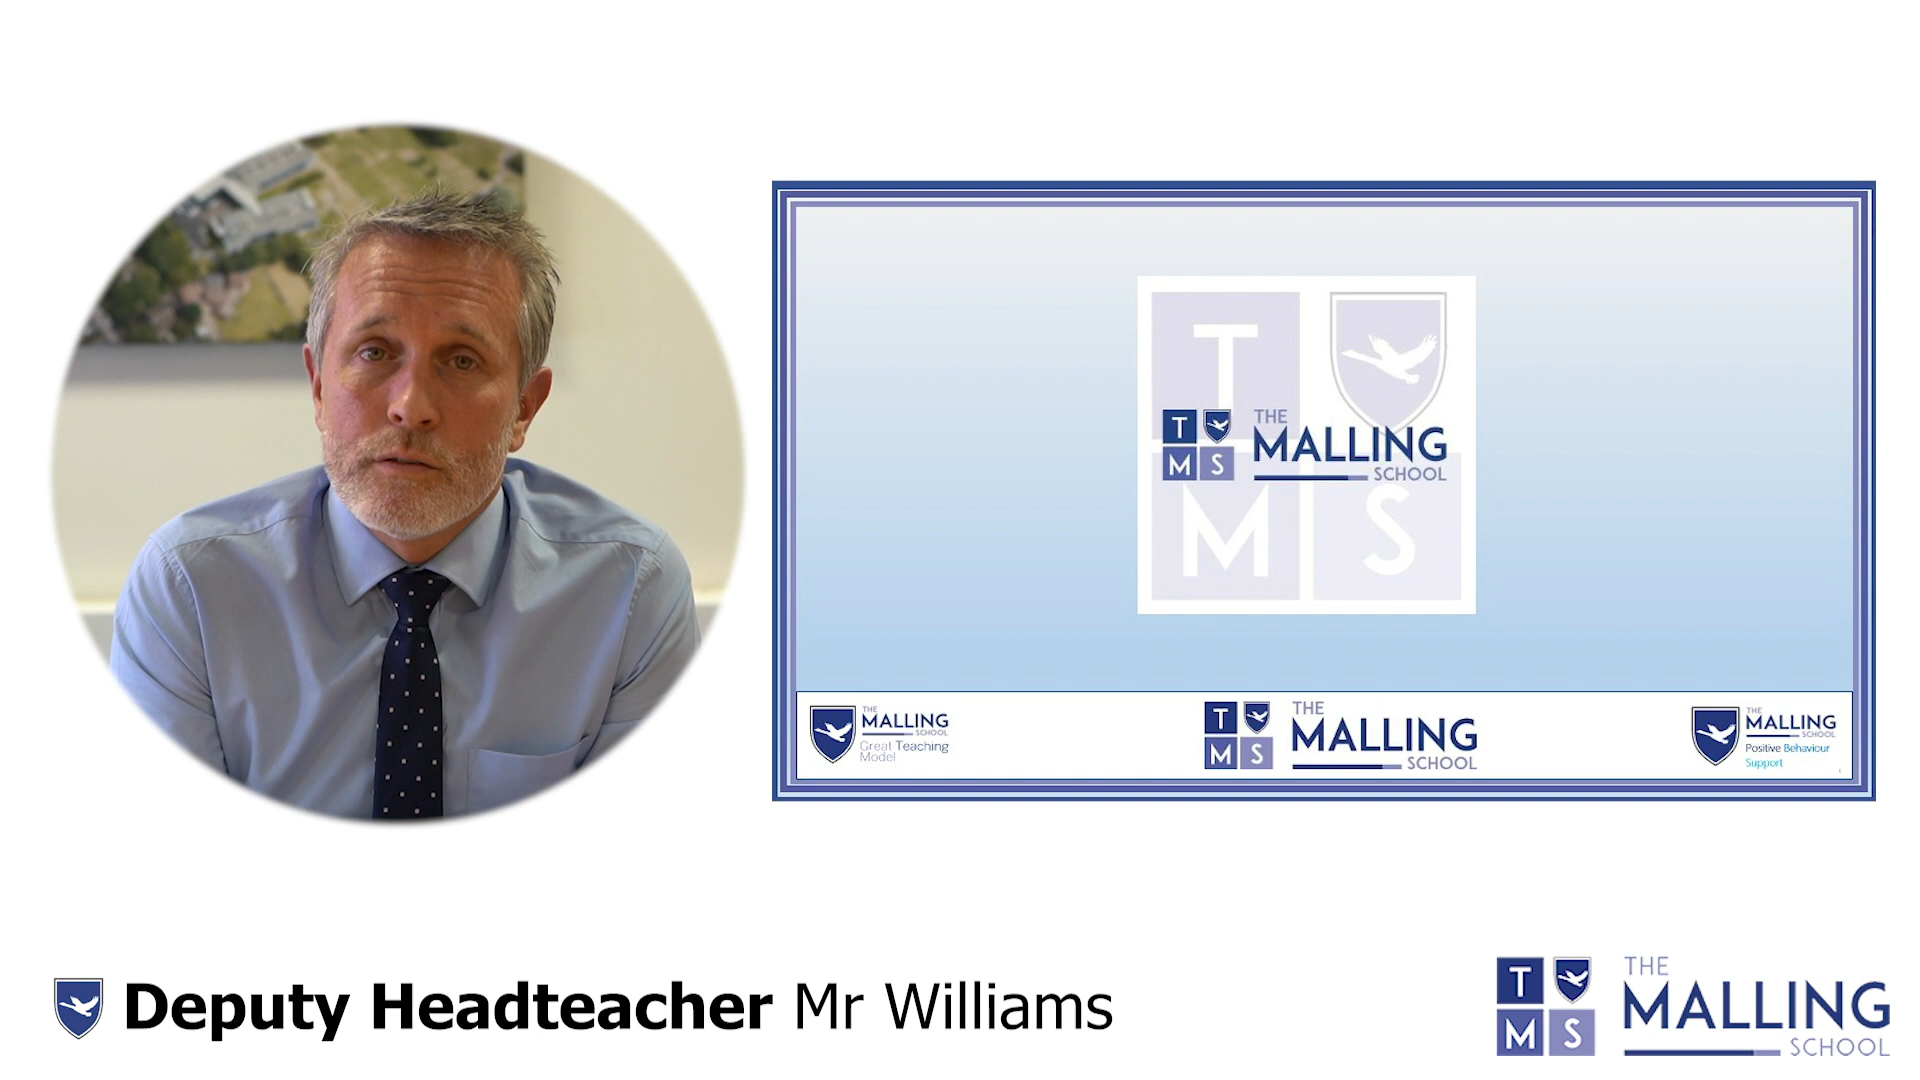 T
M S
THE
MALLING
SCHOOL
T
M S
THE
MALLING
SCHOOL
Great Teaching
Model
T
M S
THE
MALLING
SCHOOL
THE
MALLING
SCHOOL
Positive Behaviour
Support
Deputy Headteacher Mr Williams
T
M S
THE
MALLING
SCHOOL